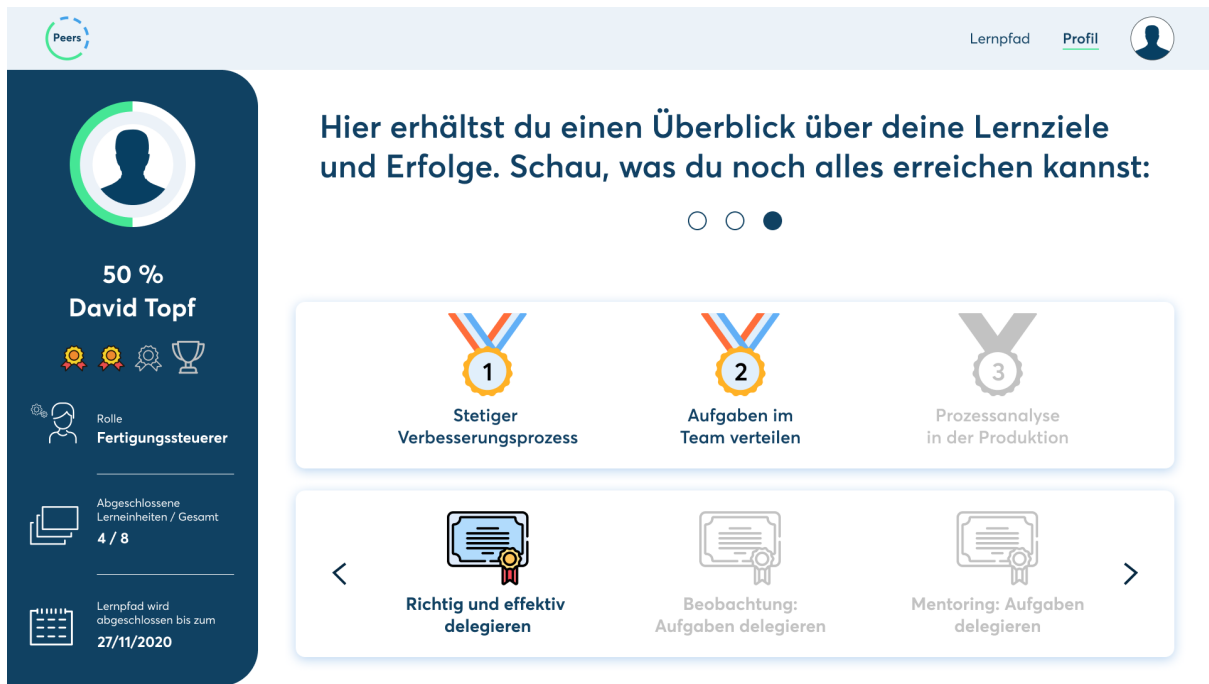 Peers
Lernpfad
Profil
50 %
David Topf
Rolle
Fertigungssteuerer
Abgeschlossene
Lerneinheiten / Gesamt
4 / 8
Lernpfad wird
abgeschlossen bis zum
27/11/2020
Hier erhältst du einen Überblick über deine Lernziele
und Erfolge. Schau, was du noch alles erreichen kannst:
1
Stetiger
Verbesserungsprozess
2
Aufgaben im
Team verteilen
3
Prozessanalyse
in der Produktion
Richtig und effektiv
delegieren
Beobachtung:
Aufgaben delegieren
Mentoring: Aufgaben
delegieren